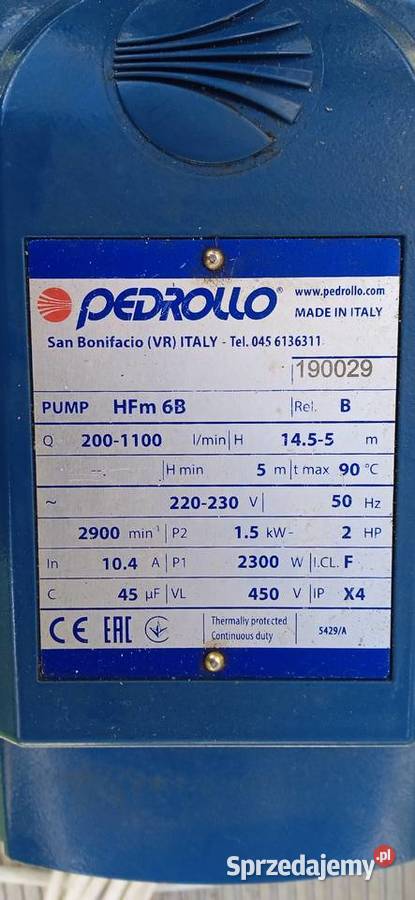 PEDROLLO® www.pedrollo.com
MADE IN ITALY
San Bonifacio (VR) ITALY - Tel. 045 6136311
190029
PUMP HFm 6B Rel. B
Q 200-1100 l/min H 14.5-5 m
--. H min 5 m t max 90 °C
~ 220-230 V 50 Hz
2900 min⁻¹ P2 1.5 kW- 2 HP
In 10.4 A P1 2300 W I.CL. F
C 45 µF VL 450 V IP X4
CE EAC Thermally protected
Continuous duty 5429/A
Sprzedajemy.pl